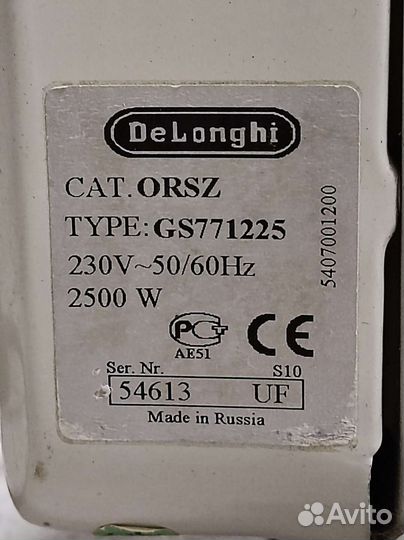 DeLonghi
CAT. ORSZ
TYPE: GS771225
230V~50/60Hz
2500 W
5407001200
PCT
AE51
CE
Ser. Nr. S10
54613 UF
Made in Russia
Avito